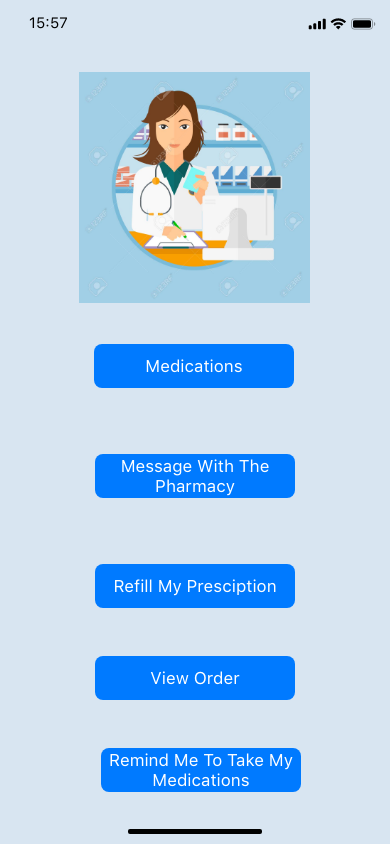 15:57
Medications
Message With The
Pharmacy
Refill My Presciption
View Order
Remind Me To Take My
Medications